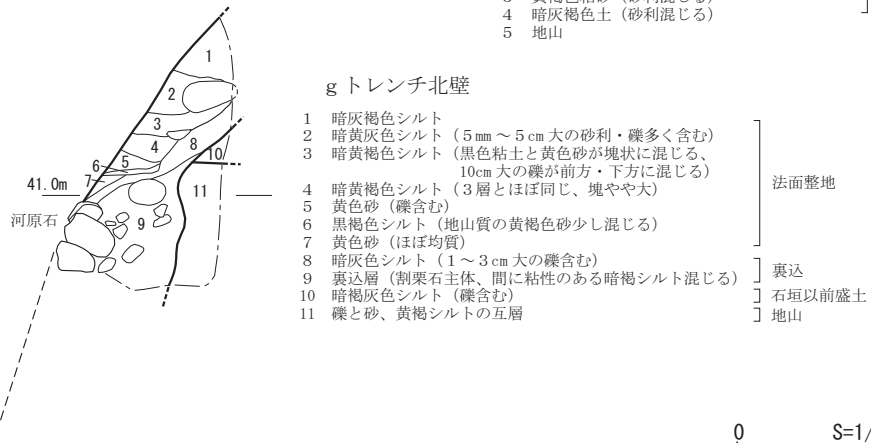 4 暗灰褐色土（砂利混じる）
5 地山
g トレンチ北壁
1 暗灰褐色シルト
2 暗黄灰色シルト（５㎜～５㎝大の砂利・礫多く含む）
3 暗黄褐色シルト（黒色粘土と黄色砂が塊状に混じる、
10㎝大の礫が前方・下方に混じる）
4 暗黄褐色シルト（３層とほぼ同じ、塊やや大）
5 黄色砂（礫含む）
6 黒褐色シルト（地山質の黄褐色砂少し混じる）
7 黄色砂（ほぼ均質）
法面整地
8 暗灰色シルト（１～３㎝大の礫含む）
9 裏込層（割栗石主体、間に粘性のある暗褐シルト混じる）
裏込
10 暗褐灰色シルト（礫含む） 石垣以前盛土
11 礫と砂、黄褐シルトの互層 地山
1
2
3
4
8
5
10
6
7
11
9
41.0m
河原石
0 S=1/